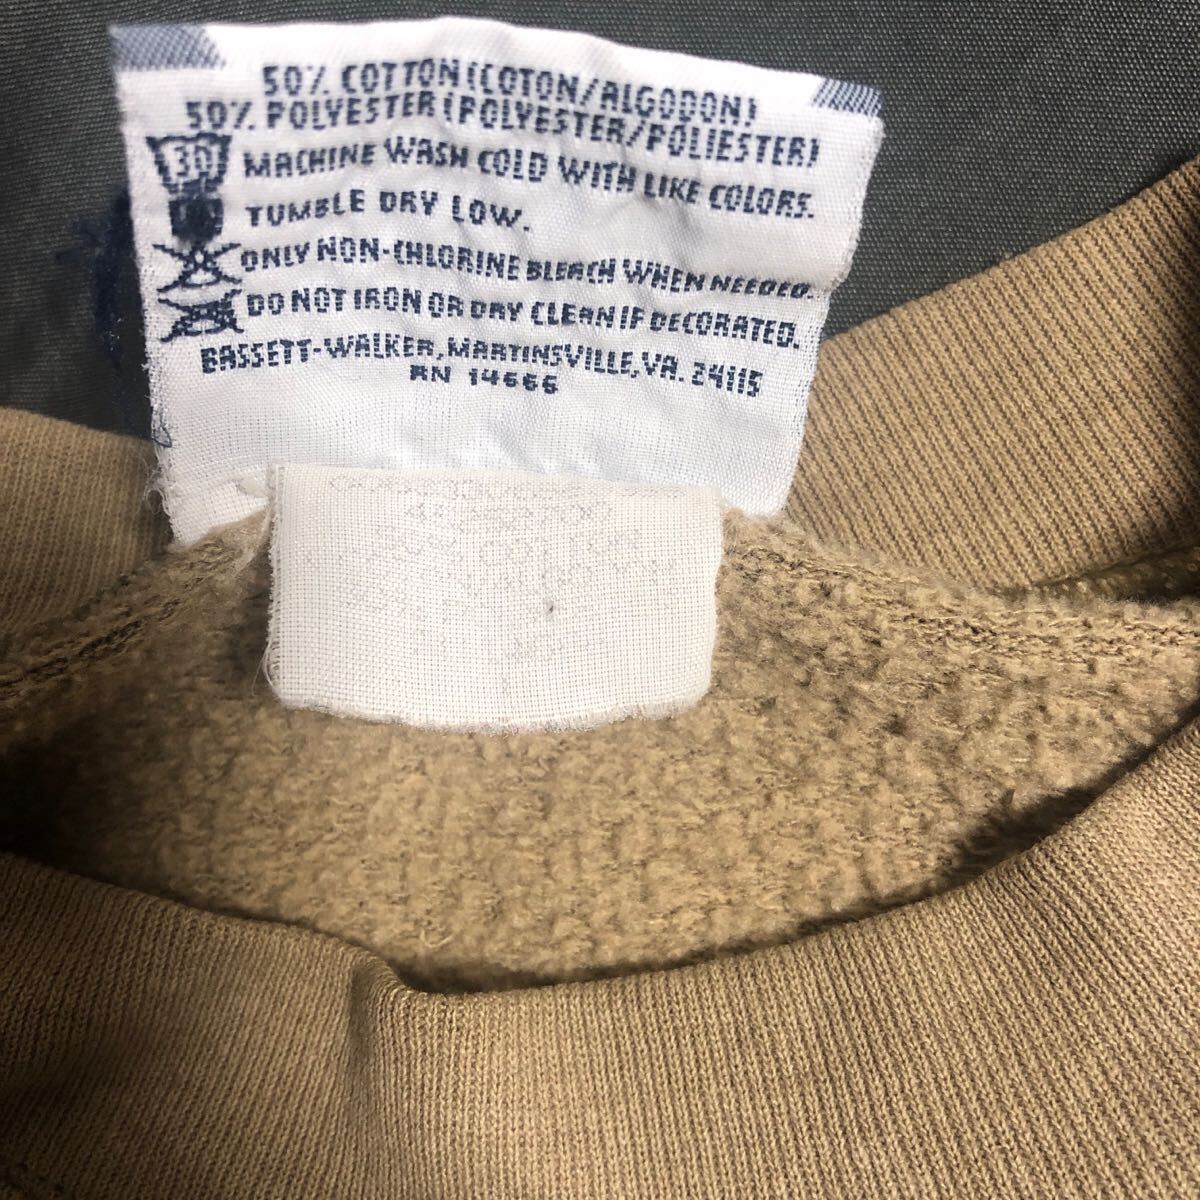 50% COTTON (COTON/ALGODON)
50% POLYESTER (POLYESTER/POLIESTER)
30 MACHINE WASH COLD WITH LIKE COLORS.
TUMBLE DRY LOW.
ONLY NON-CHLORINE BLEACH WHEN NEEDED.
DO NOT IRON OR DRY CLEAN IF DECORATED.
BASSETT-WALKER, MARTINSVILLE, VA. 24115
RN 14666
50% COTTON